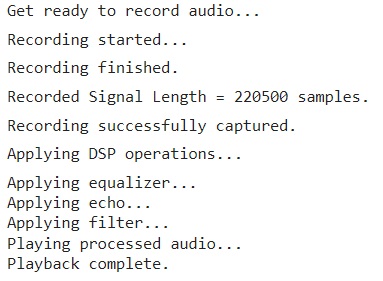 Get ready to record audio...
Recording started...
Recording finished.
Recorded Signal Length = 220500 samples.
Recording successfully captured.
Applying DSP operations...
Applying equalizer...
Applying echo...
Applying filter...
Playing processed audio...
Playback complete.